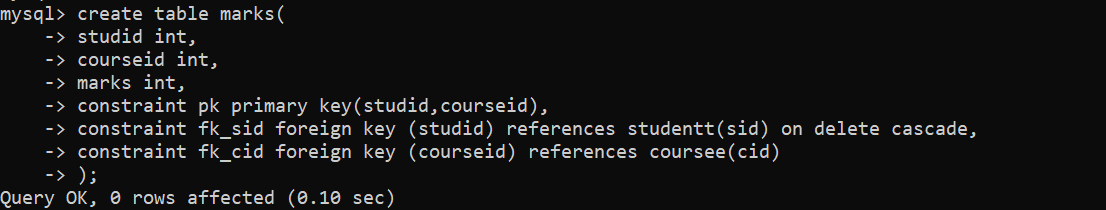 mysql> create table marks(
    -> studid int,
    -> courseid int,
    -> marks int,
    -> constraint pk primary key(studid,courseid),
    -> constraint fk_sid foreign key (studid) references studentt(sid) on delete cascade,
    -> constraint fk_cid foreign key (courseid) references coursee(cid)
    -> );
Query OK, 0 rows affected (0.10 sec)